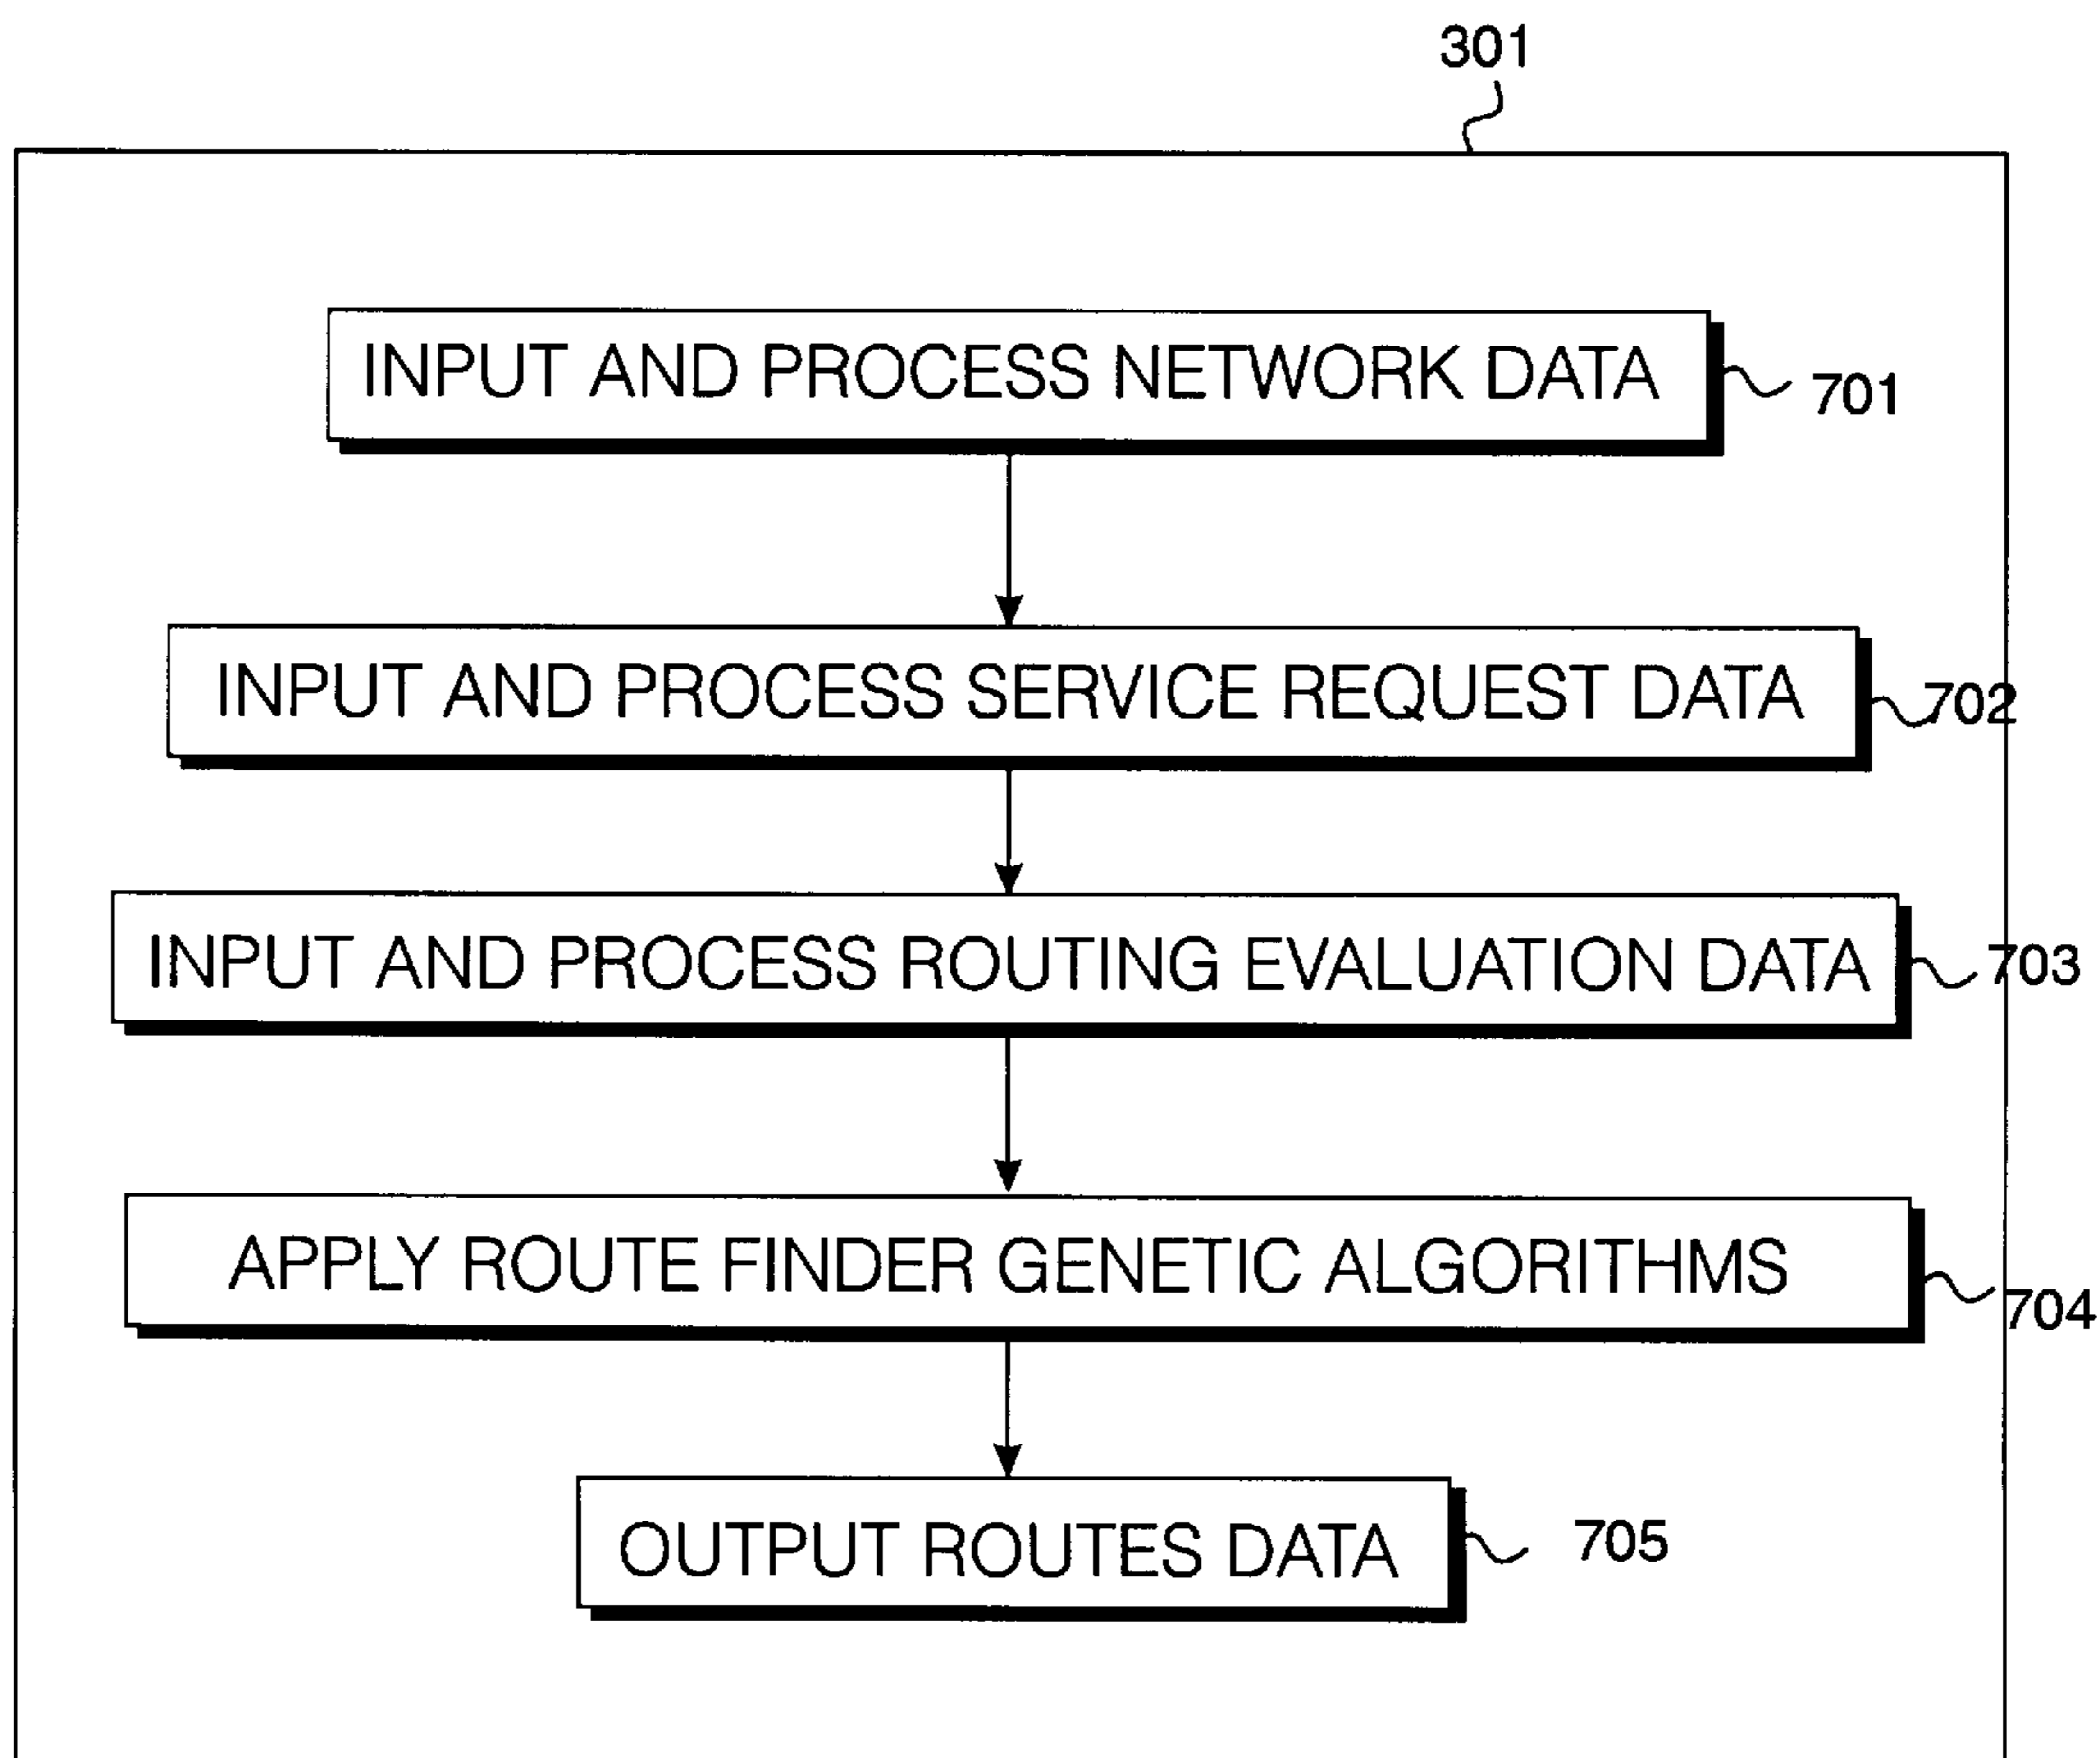 301
INPUT AND PROCESS NETWORK DATA
701
INPUT AND PROCESS SERVICE REQUEST DATA
702
INPUT AND PROCESS ROUTING EVALUATION DATA
703
APPLY ROUTE FINDER GENETIC ALGORITHMS
704
OUTPUT ROUTES DATA
705